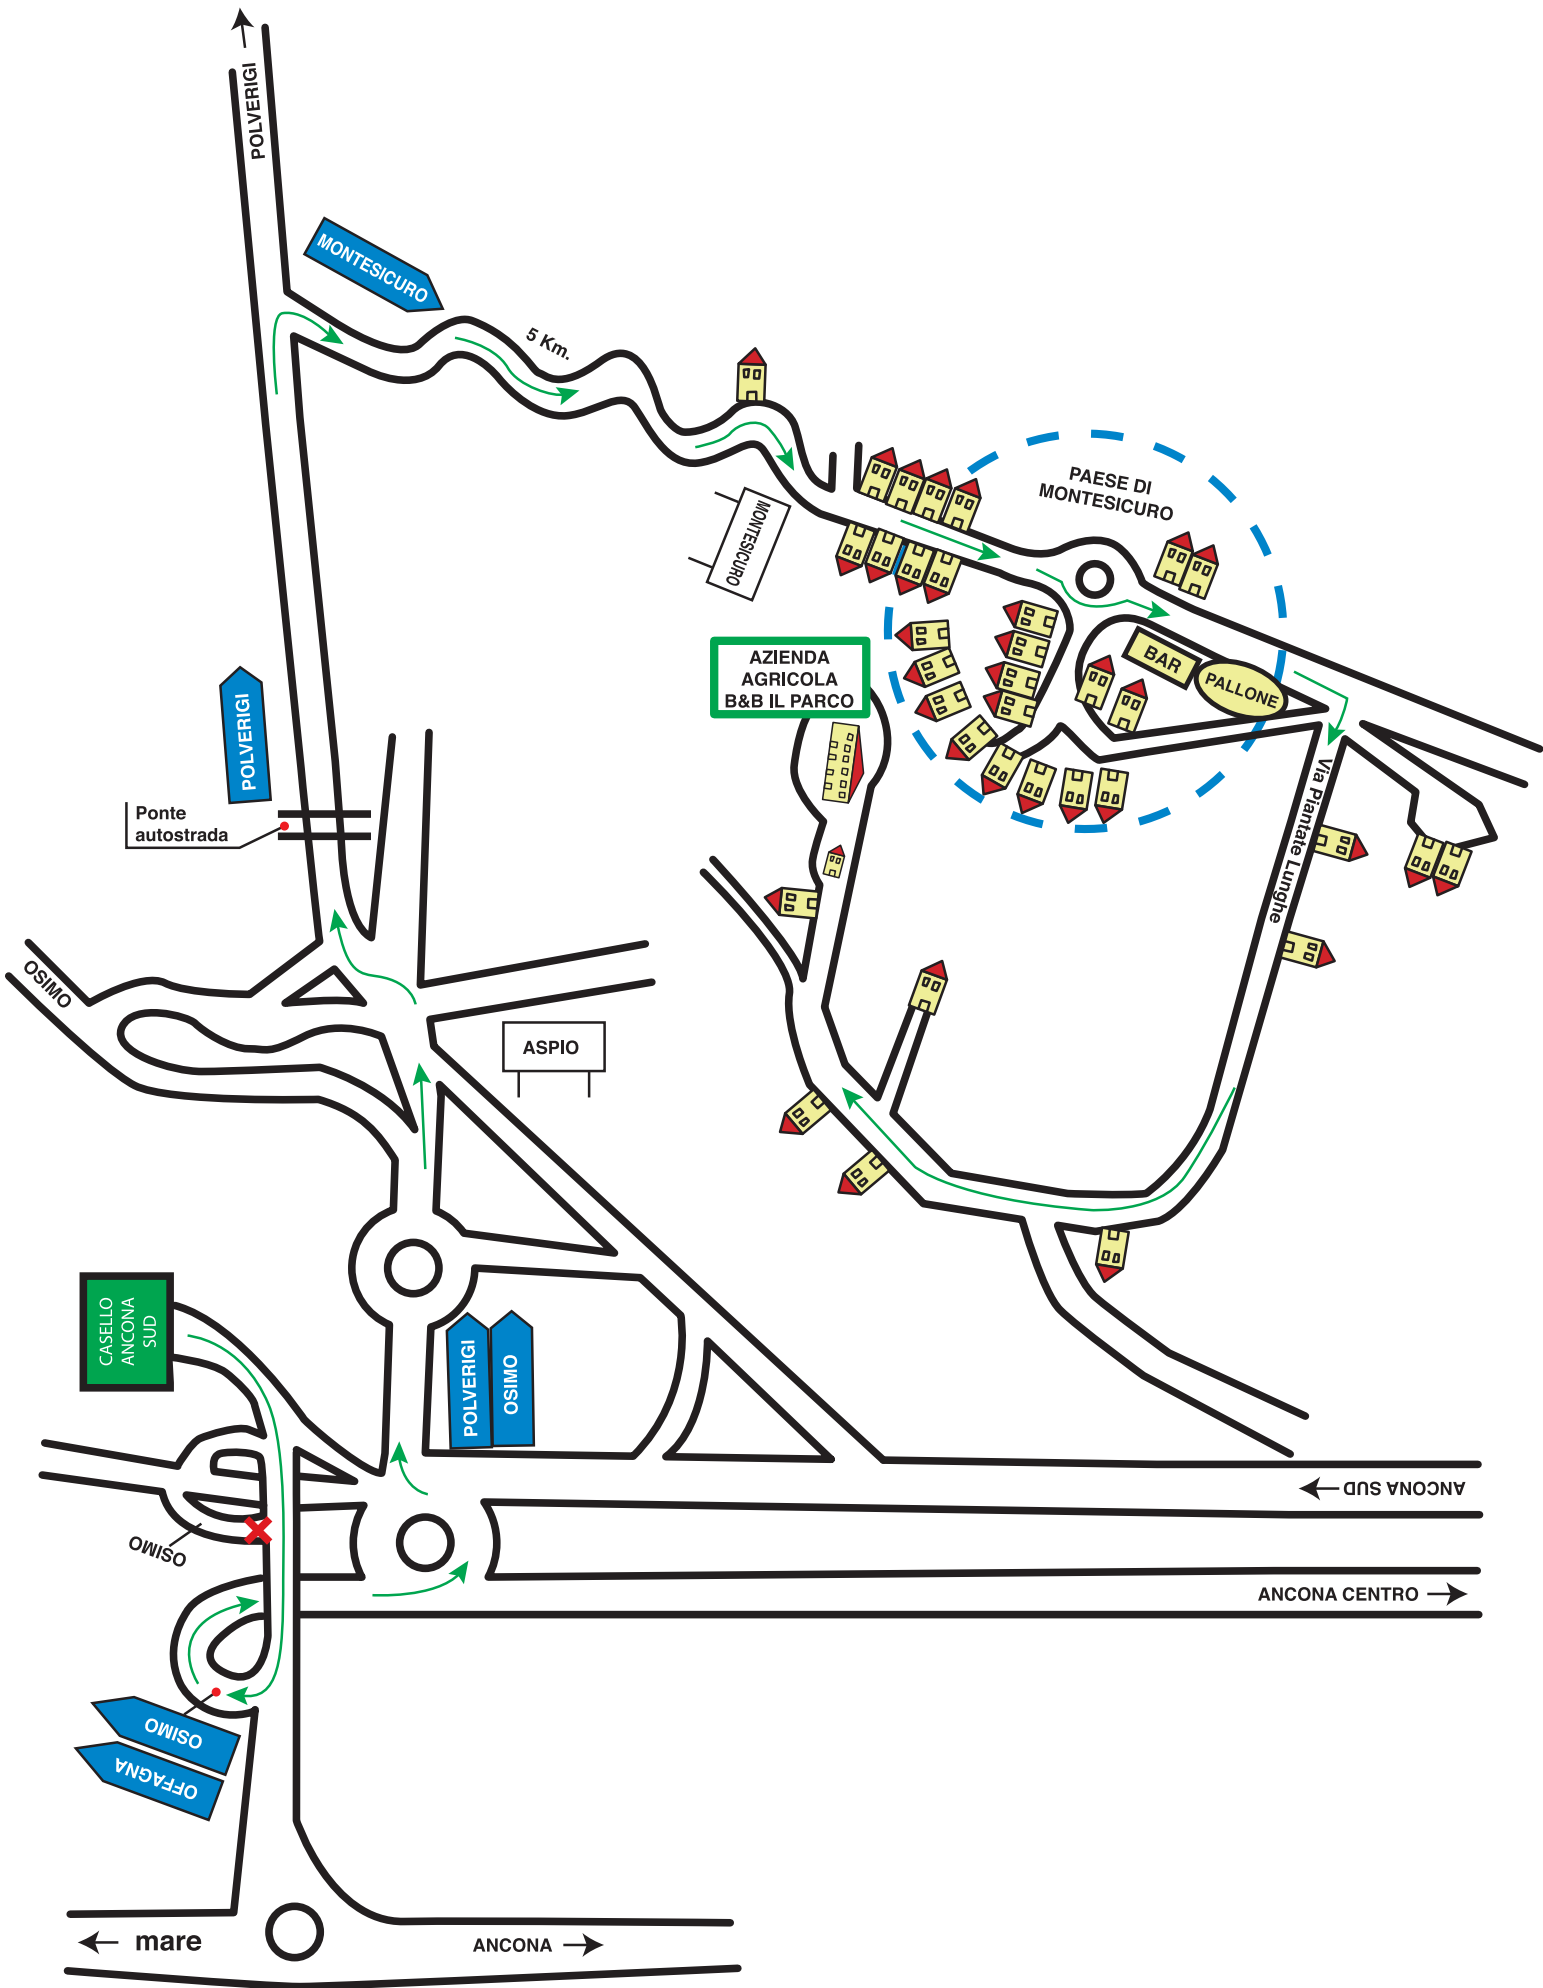 POLVERIGI
MONTESICURO
5 Km.
PAESE DI
MONTESICURO
MONTESICURO
AZIENDA
AGRICOLA
B&B IL PARCO
BAR
PALLONE
POLVERIGI
Ponte
autostrada
Via Piantate Lunghe
OSIMO
ASPIO
CASELLO
ANCONA
SUD
POLVERIGI
OSIMO
ANCONA SUD
OSIMO
ANCONA CENTRO
OSIMO
OFFAGNA
mare
ANCONA